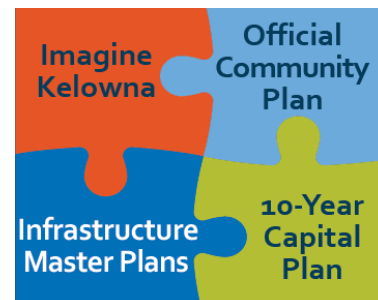 Imagine
Kelowna
Official
Community
Plan
Infrastructure
Master Plans
10-Year
Capital
Plan